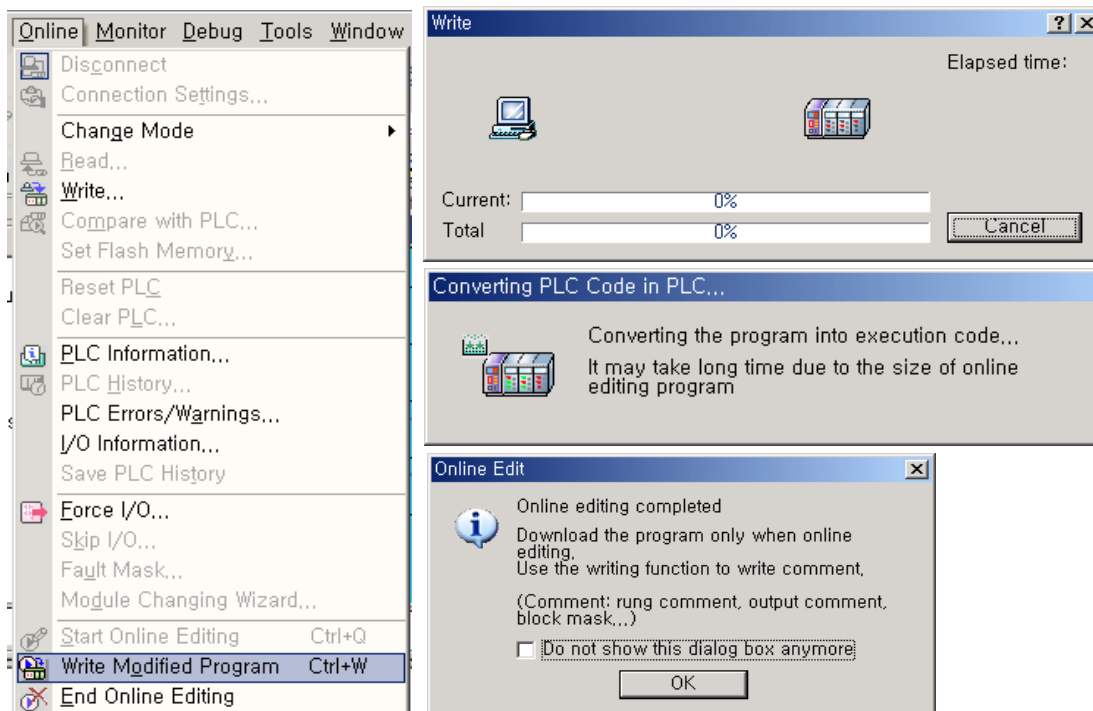 Online Monitor Debug Tools Window
Disconnect
Connection Settings...
Change Mode
Read...
Write...
Compare with PLC...
Set Flash Memory...
Reset PLC
Clear PLC...
PLC Information...
PLC History...
PLC Errors/Warnings...
I/O Information...
Save PLC History
Force I/O...
Skip I/O...
Fault Mask...
Module Changing Wizard...
Start Online Editing Ctrl+Q
Write Modified Program Ctrl+W
End Online Editing
Write
Elapsed time:
Current: 0%
Total 0%
Cancel
Converting PLC Code in PLC...
Converting the program into execution code...
It may take long time due to the size of online
editing program
Online Edit
Online editing completed
Download the program only when online
editing.
Use the writing function to write comment.
(Comment: rung comment, output comment,
block mask...)
Do not show this dialog box anymore
OK